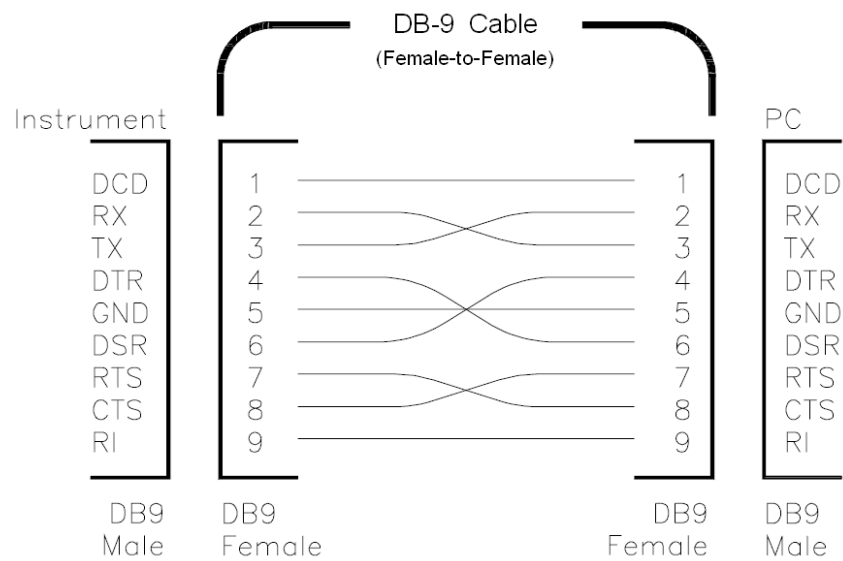 DB-9 Cable
(Female-to-Female)
Instrument PC
DCD 1 1 DCD
RX 2 2 RX
TX 3 3 TX
DTR 4 4 DTR
GND 5 5 GND
DSR 6 6 DSR
RTS 7 7 RTS
CTS 8 8 CTS
RI 9 9 RI
DB9 DB9 DB9 DB9
Male Female Female Male